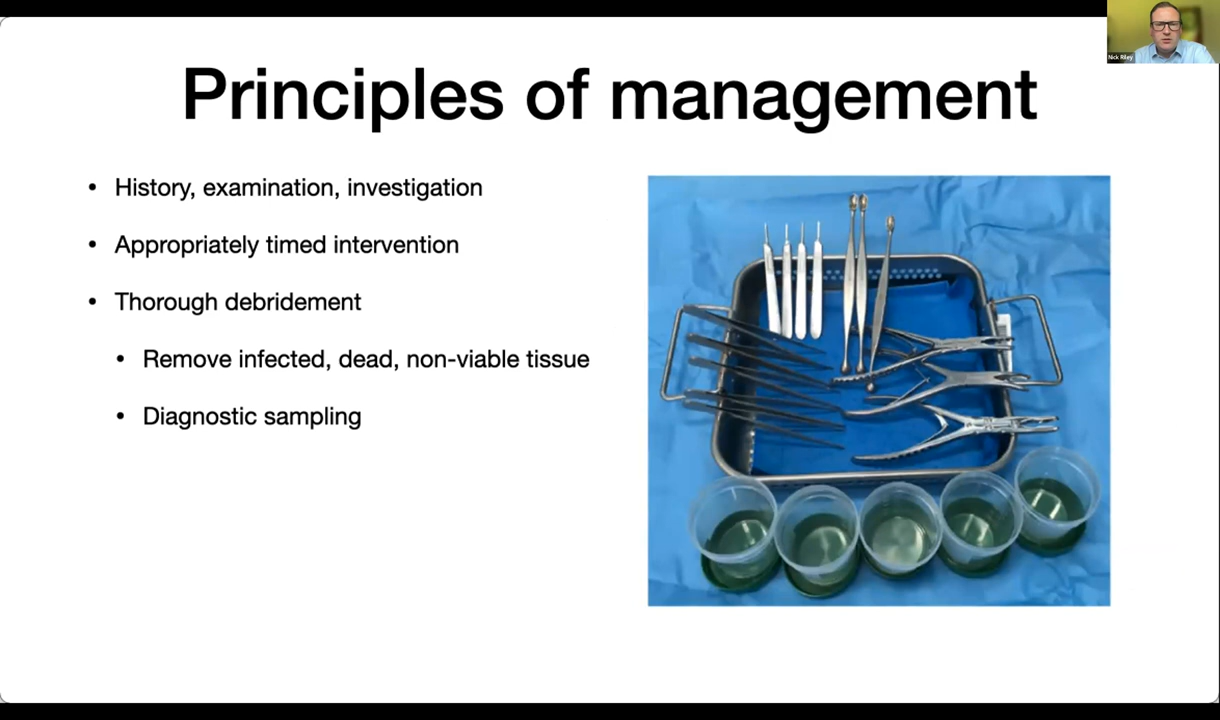 Nick Riley
Principles of management
• History, examination, investigation
• Appropriately timed intervention
• Thorough debridement
• Remove infected, dead, non-viable tissue
• Diagnostic sampling